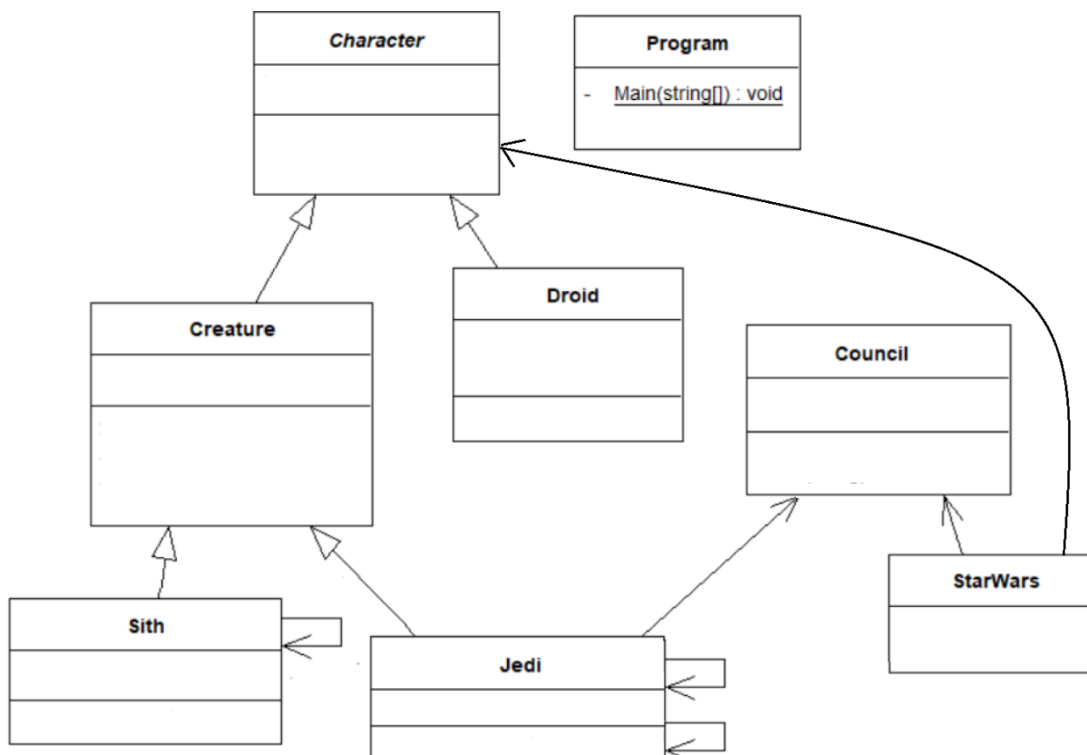 Character
Program
- Main(string[]) : void
Droid
Creature
Council
StarWars
Sith
Jedi